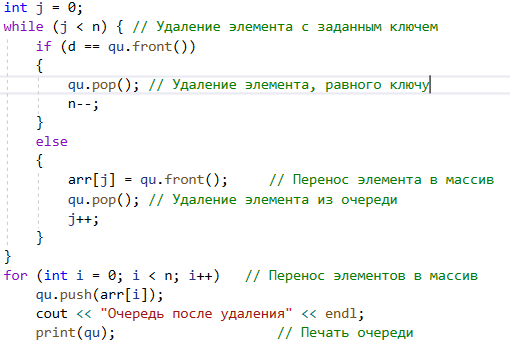 int j = 0;
while (j < n) { // Удаление элемента с заданным ключем
    if (d == qu.front())
    {
        qu.pop(); // Удаление элемента, равного ключу
        n--;
    }
    else
    {
        arr[j] = qu.front();     // Перенос элемента в массив
        qu.pop(); // Удаление элемента из очереди
        j++;
    }
}
for (int i = 0; i < n; i++)   // Перенос элементов в массив
    qu.push(arr[i]);
    cout << "Очередь после удаления" << endl;
    print(qu);                    // Печать очереди